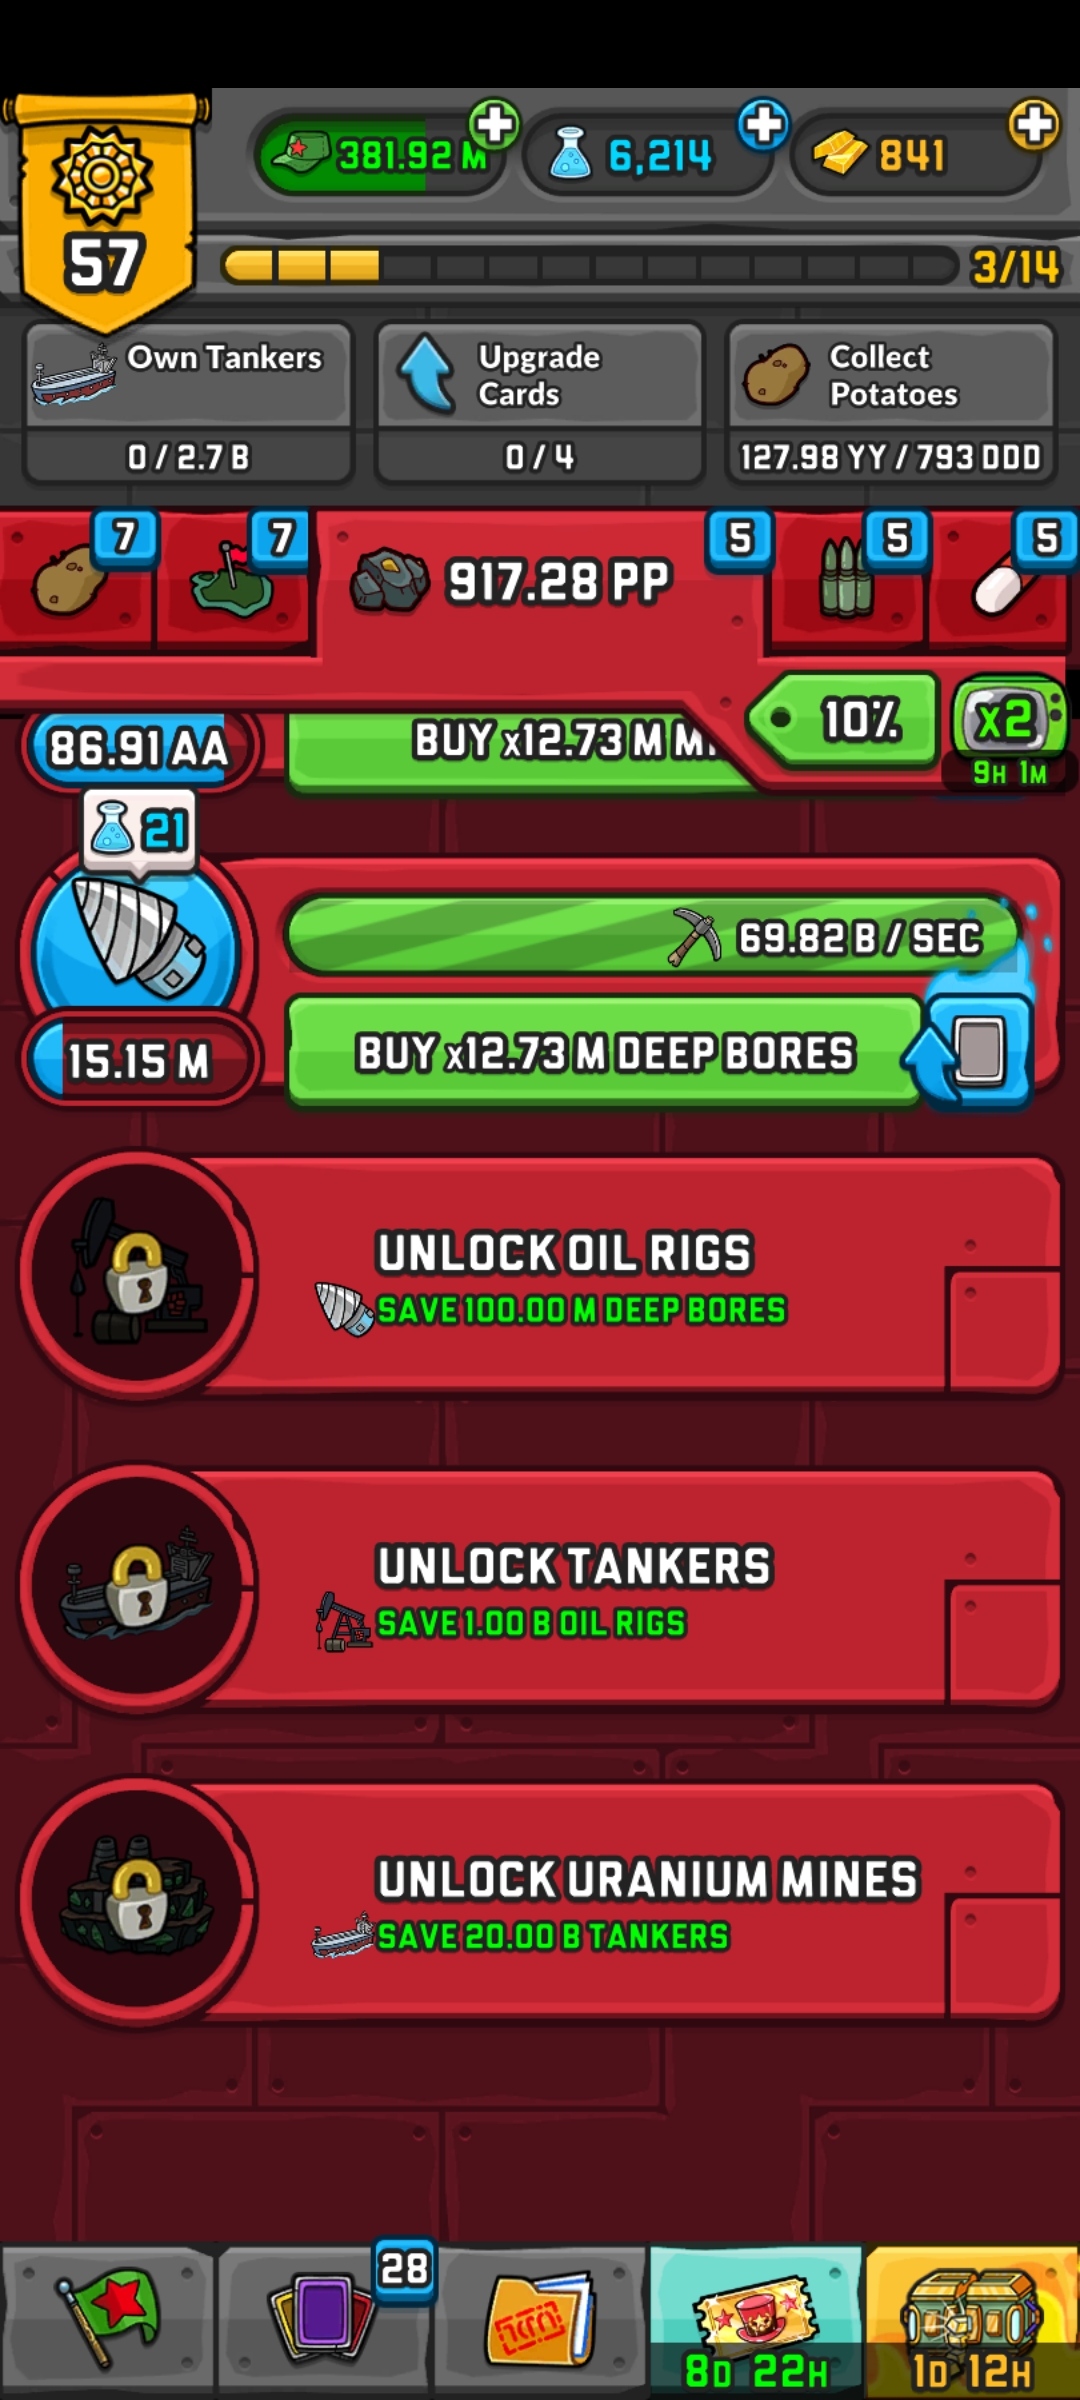 381.92 M
6,214
841
57
3/14
Own Tankers
0 / 2.7 B
Upgrade
Cards
0 / 4
Collect
Potatoes
127.98 YY / 793 DDD
7
7
917.28 PP
5
5
5
86.91 AA
BUY x12.73 M
10%
x2
9H 1M
21
69.82 B / SEC
15.15 M
BUY x12.73 M DEEP BORES
UNLOCK OIL RIGS
SAVE 100.00 M DEEP BORES
UNLOCK TANKERS
SAVE 1.00 B OIL RIGS
UNLOCK URANIUM MINES
SAVE 20.00 B TANKERS
28
8D 22H
1D 12H